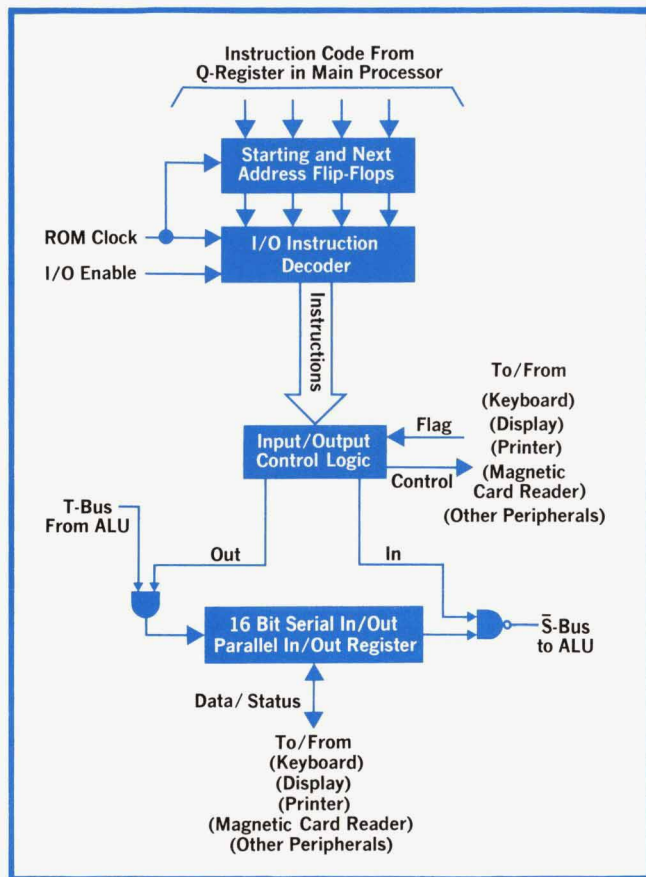 Instruction Code From
Q-Register in Main Processor
Starting and Next
Address Flip-Flops
ROM Clock
I/O Enable
I/O Instruction
Decoder
Instructions
To/From
(Keyboard)
(Display)
(Printer)
(Magnetic
Card Reader)
(Other Peripherals)
Flag
Input/Output
Control Logic
Control
T-Bus
From ALU
Out
In
16 Bit Serial In/Out
Parallel In/Out Register
S̅-Bus
to ALU
Data/Status
To/From
(Keyboard)
(Display)
(Printer)
(Magnetic Card Reader)
(Other Peripherals)